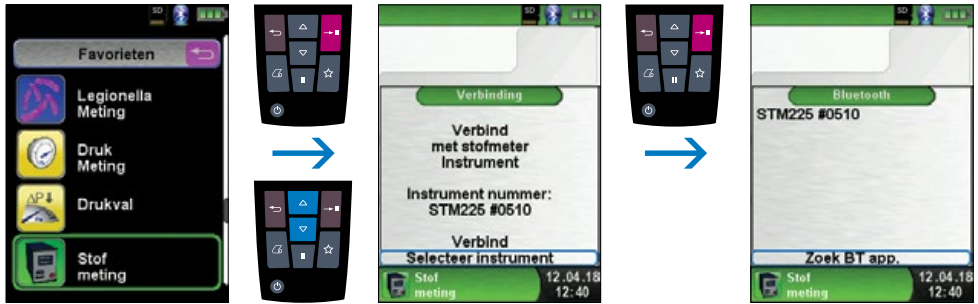 SD
Favorieten
Legionella
Meting
Druk
Meting
ΔP↓
Drukval
Stof
meting
SD
Verbinding
Verbind
met stofmeter
Instrument
Instrument nummer:
STM225 #0510
Verbind
Selecteer instrument
Stof
meting
12.04.18
12:40
SD
Bluetooth
STM225 #0510
Zoek BT app.
Stof
meting
12.04.18
12:40